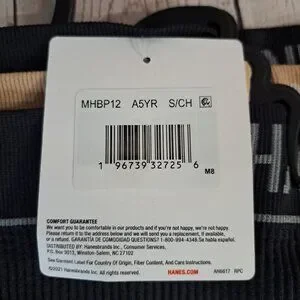 MHBP12 A5YR S/CH
1 96739 32725 6
M8
COMFORT GUARANTEE
We want you to be comfortable in our products and if you're not happy, we're not happy.
Please return it to the address below and we will send you a replacement, if available,
or refund. GARANTÍA DE COMODIDAD QUESTIONS? 1-800-994-4348. Se habla español.
DISTRIBUTED BY: Hanesbrands Inc., Consumer Services,
P.O. Box 9013, Winston-Salem, NC 27102
See Garment Label For Country Of Origin, Fiber Content, And Care Instructions.
©2021 Hanesbrands Inc. All rights reserved. HANES.COM AH6617 RPC